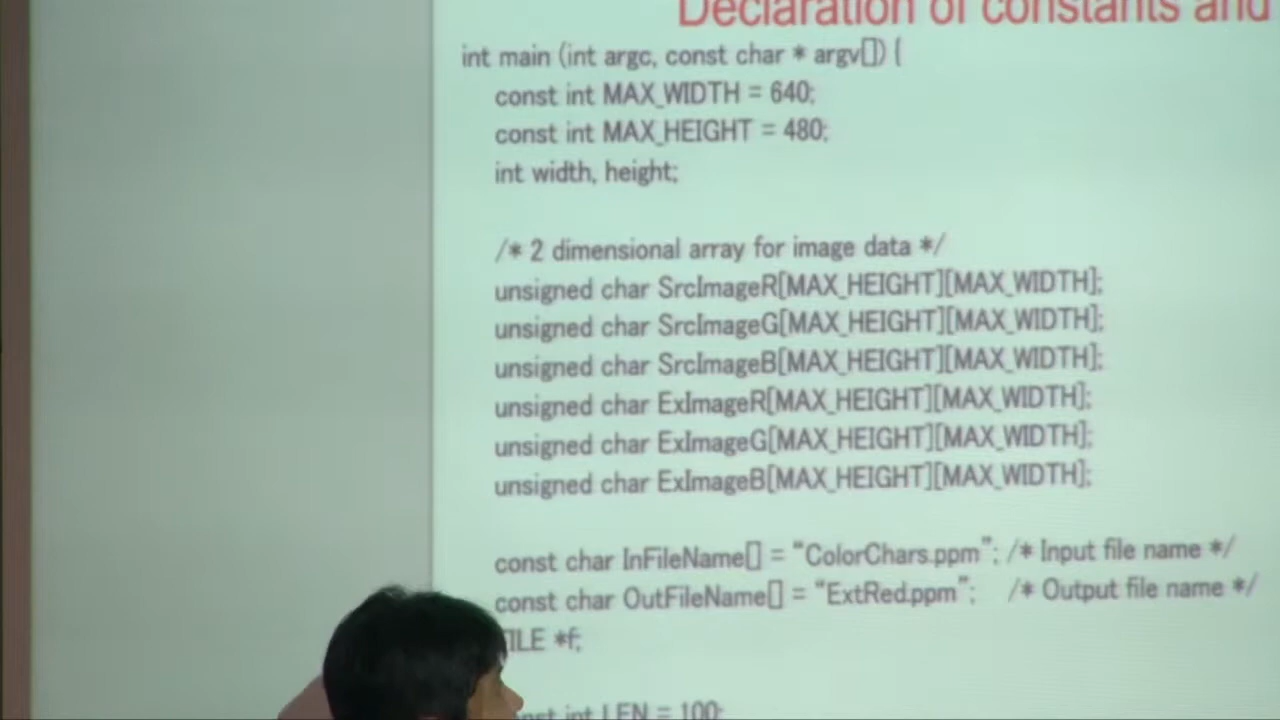 Declaration of constants and
int main (int argc, const char * argv[]) {
const int MAX_WIDTH = 640;
const int MAX_HEIGHT = 480;
int width, height;
/* 2 dimensional array for image data */
unsigned char SrcImageR[MAX_HEIGHT][MAX_WIDTH];
unsigned char SrcImageG[MAX_HEIGHT][MAX_WIDTH];
unsigned char SrcImageB[MAX_HEIGHT][MAX_WIDTH];
unsigned char ExImageR[MAX_HEIGHT][MAX_WIDTH];
unsigned char ExImageG[MAX_HEIGHT][MAX_WIDTH];
unsigned char ExImageB[MAX_HEIGHT][MAX_WIDTH];
const char InFileName[] = "ColorChars.ppm"; /* Input file name */
const char OutFileName[] = "ExtRed.ppm"; /* Output file name */
FILE *f;
const int LEN = 100;